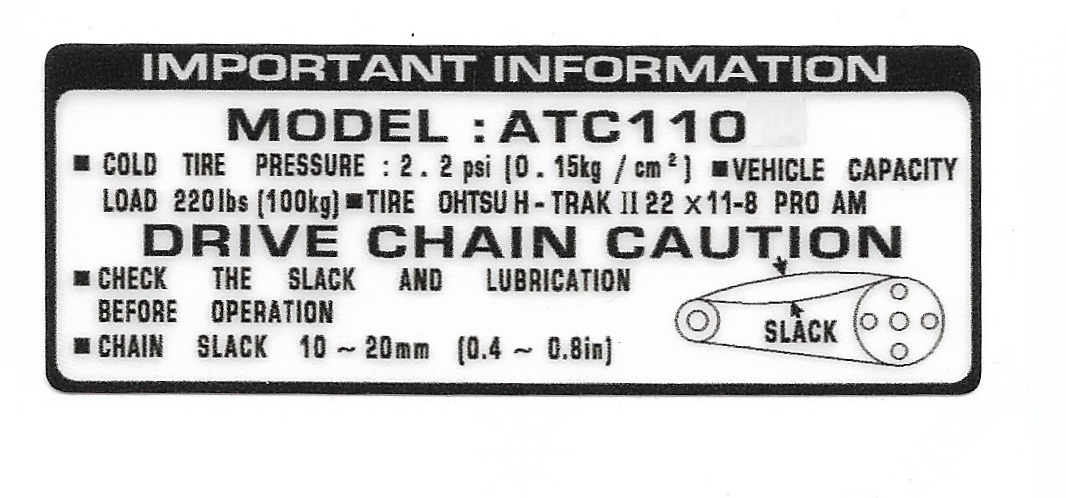 IMPORTANT INFORMATION
MODEL : ATC110
■ COLD TIRE PRESSURE : 2.2 psi [0.15kg / cm²] ■ VEHICLE CAPACITY
LOAD 220lbs (100kg) ■ TIRE OHTSU H-TRAK II 22 x11-8 PRO AM
DRIVE CHAIN CAUTION
■ CHECK THE SLACK AND LUBRICATION
BEFORE OPERATION
SLACK
■ CHAIN SLACK 10 ~ 20mm (0.4 ~ 0.8in)